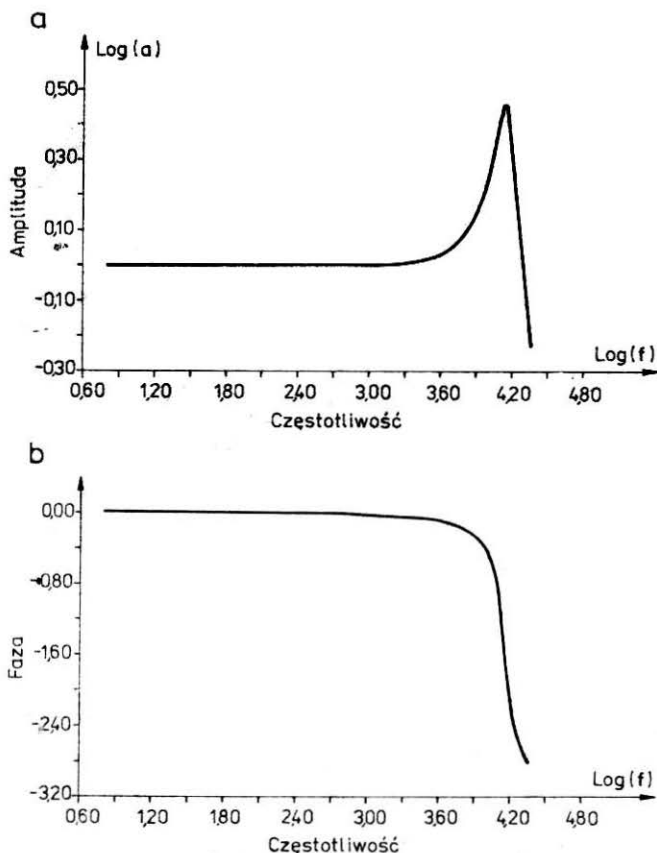 a
Log(a)
0,50
0,30
0,10
-0,10
-0,30
Amplituda
Log(f)
0,60 1,20 1,80 2,40 3,00 3,60 4,20 4,80
Częstotliwość
b
0,00
-0,80
-1,60
-2,40
-3,20
Faza
Log(f)
0,60 1,20 1,80 2,40 3,00 3,60 4,20 4,80
Częstotliwość